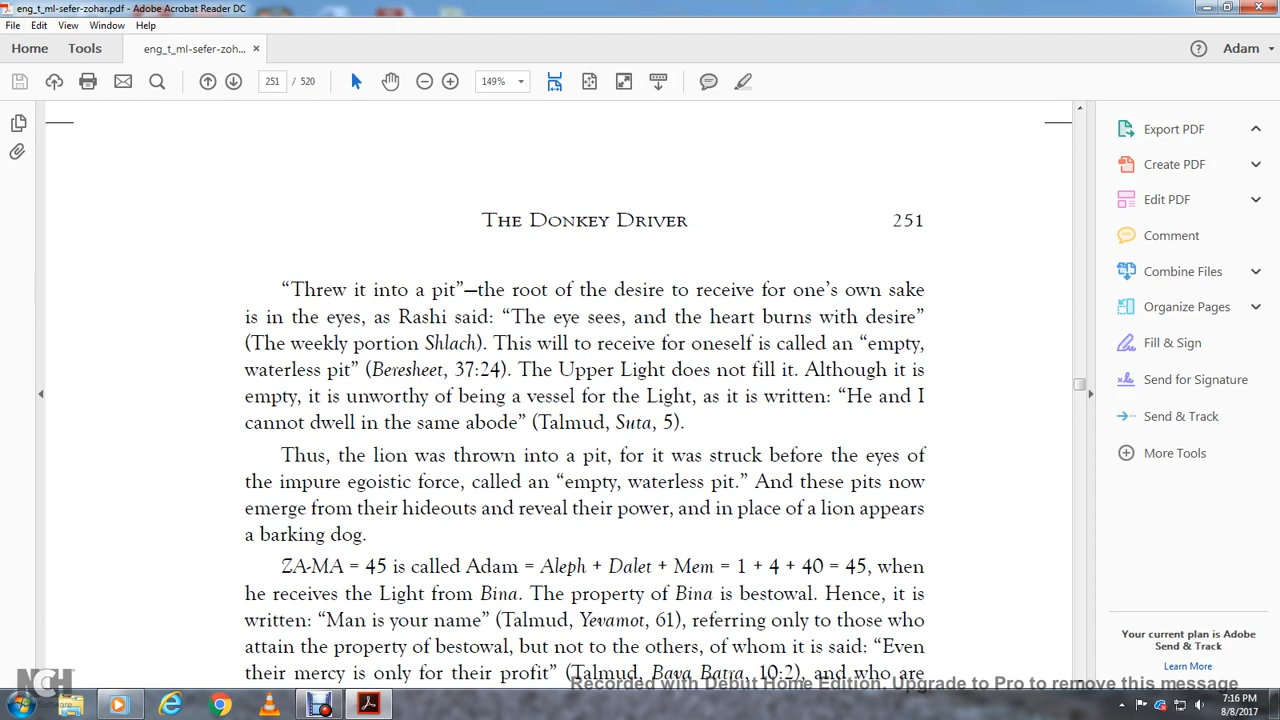 eng_t_ml-sefer-zohar.pdf - Adobe Acrobat Reader DC
File Edit View Window Help
Home Tools eng_t_ml-sefer-zoh... × Adam
251 / 520 149%
Export PDF
Create PDF
Edit PDF
Comment
Combine Files
Organize Pages
Fill & Sign
Send for Signature
Send & Track
More Tools
The Donkey Driver 251
“Threw it into a pit”—the root of the desire to receive for one’s own sake
is in the eyes, as Rashi said: “The eye sees, and the heart burns with desire”
(The weekly portion Shlach). This will to receive for oneself is called an “empty,
waterless pit” (Beresheet, 37:24). The Upper Light does not fill it. Although it is
empty, it is unworthy of being a vessel for the Light, as it is written: “He and I
cannot dwell in the same abode” (Talmud, Suta, 5).
Thus, the lion was thrown into a pit, for it was struck before the eyes of
the impure egoistic force, called an “empty, waterless pit.” And these pits now
emerge from their hideouts and reveal their power, and in place of a lion appears
a barking dog.
ZA-MA = 45 is called Adam = Aleph + Dalet + Mem = 1 + 4 + 40 = 45, when
he receives the Light from Bina. The property of Bina is bestowal. Hence, it is
written: “Man is your name” (Talmud, Yevamot, 61), referring only to those who
attain the property of bestowal, but not to the others, of whom it is said: “Even
their mercy is only for their profit” (Talmud, Bava Batra, 10:2), and who are
Your current plan is Adobe
Send & Track
Learn More
NCH
Software
Recorded with Debut Home Edition. Upgrade to Pro to remove this message
7:16 PM
8/8/2017